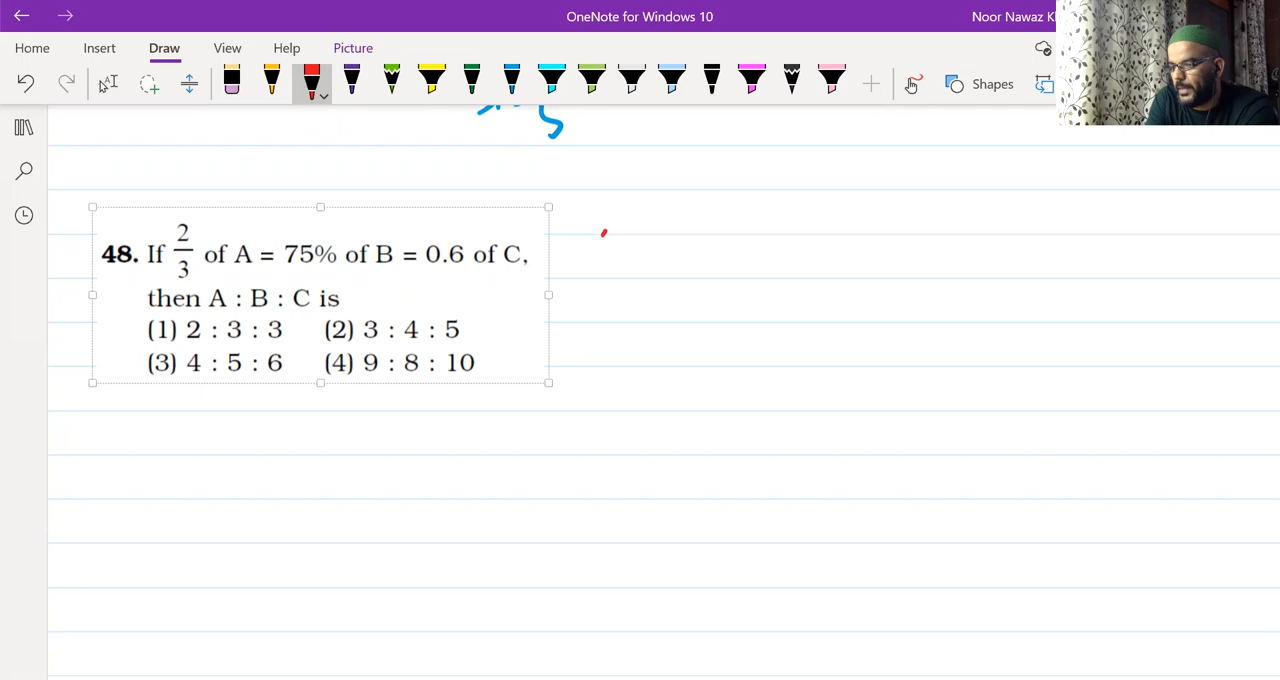 OneNote for Windows 10
Noor Nawaz
Home Insert Draw View Help Picture
Shapes
48. If 2/3 of A = 75% of B = 0.6 of C,
then A : B : C is
(1) 2 : 3 : 3 (2) 3 : 4 : 5
(3) 4 : 5 : 6 (4) 9 : 8 : 10